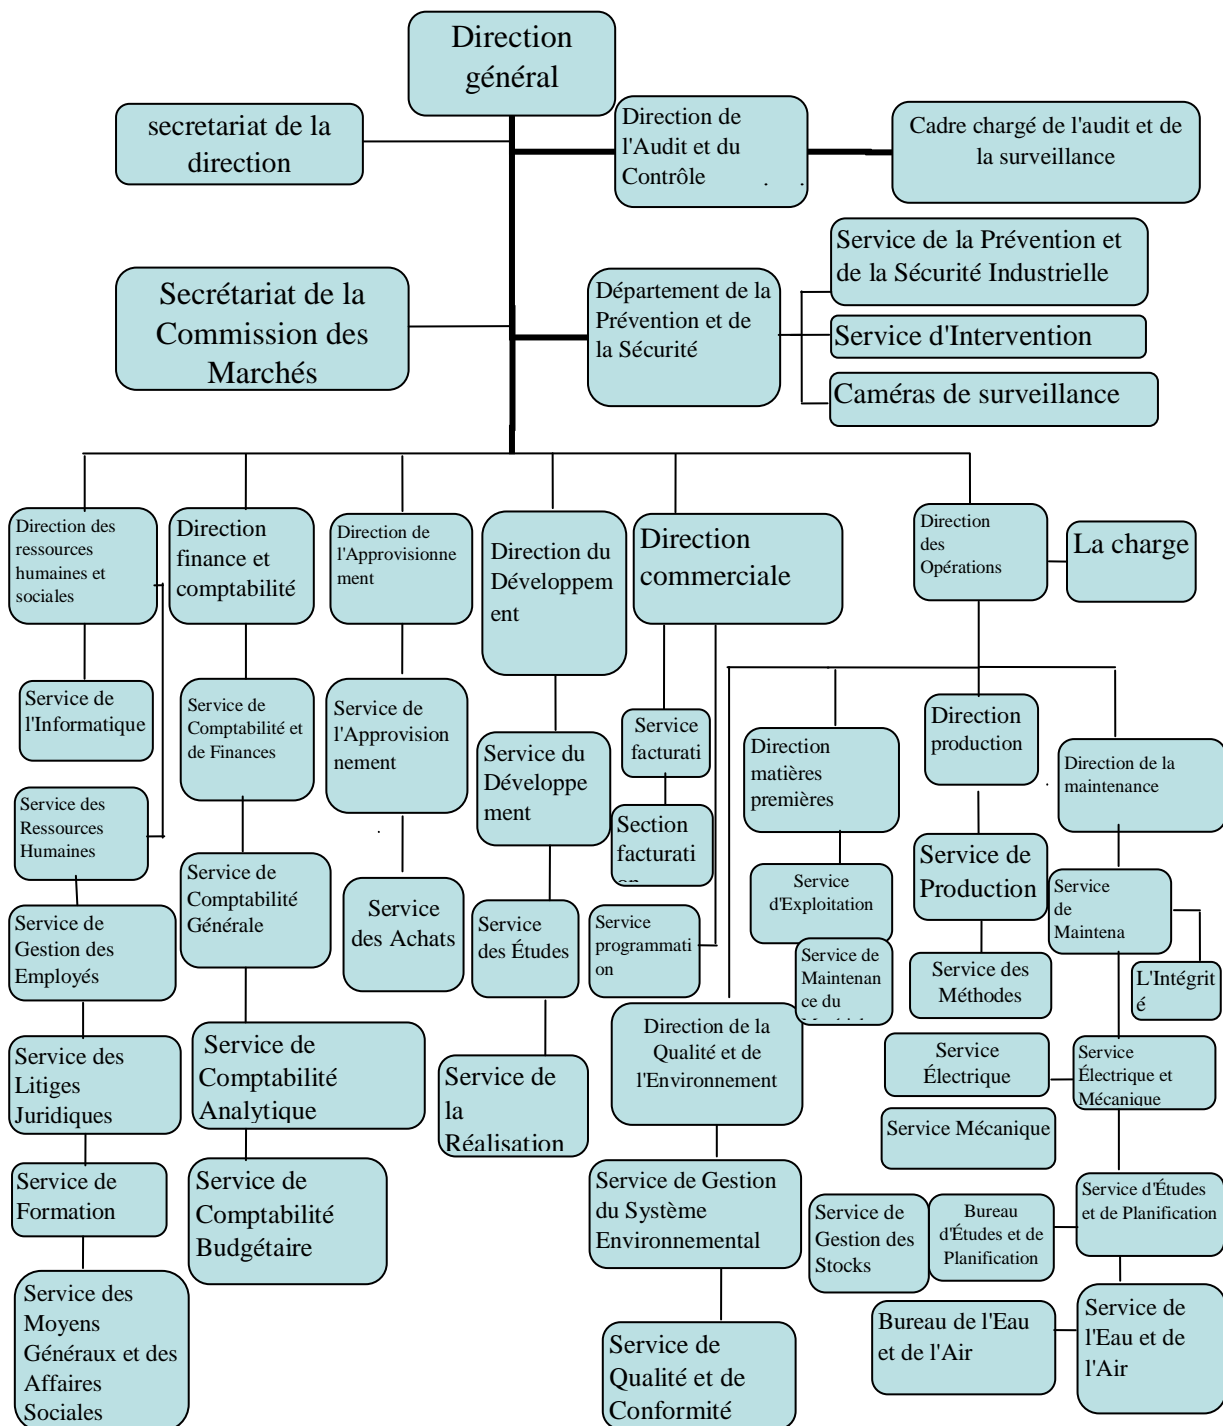 Direction
général
secretariat de la
direction
Direction de
l'Audit et du
Contrôle
Cadre chargé de l'audit et de
la surveillance
Service de la Prévention et
de la Sécurité Industrielle
Secrétariat de la
Commission des
Marchés
Département de la
Prévention et de
la Sécurité
Service d'Intervention
Caméras de surveillance
Direction des
ressources
humaines et
sociales
Direction
finance et
comptabilité
Direction de
l'Approvisionne
ment
Direction du
Développem
ent
Direction
commerciale
Direction
des
Opérations
La charge
Service de
l'Informatique
Service de
Comptabilité et
de Finances
Service de
l'Approvision
nement
Service du
Développe
ment
Service
facturati
Direction
matières
premières
Direction
production
Direction de la
maintenance
Service des
Ressources
Humaines
Service de
Comptabilité
Générale
Service
des Achats
Section
facturati
Service
d'Exploitation
Service de
Production
Service
de
Maintena
Service de
Gestion des
Employés
Service
des Études
Service
programmati
on
Service de
Maintenan
ce du
Service des
Méthodes
L'Intégrit
é
Service des
Litiges
Juridiques
Service de
Comptabilité
Analytique
Service de
la
Réalisation
Direction de la
Qualité et de
l'Environnement
Service
Électrique
Service
Électrique et
Mécanique
Service Mécanique
Service de
Formation
Service de
Comptabilité
Budgétaire
Service de Gestion
du Système
Environnemental
Service de
Gestion des
Stocks
Bureau
d'Études et de
Planification
Service d'Études
et de Planification
Service des
Moyens
Généraux et des
Affaires
Sociales
Service de
Qualité et de
Conformité
Bureau de l'Eau
et de l'Air
Service de
l'Eau et de
l'Air